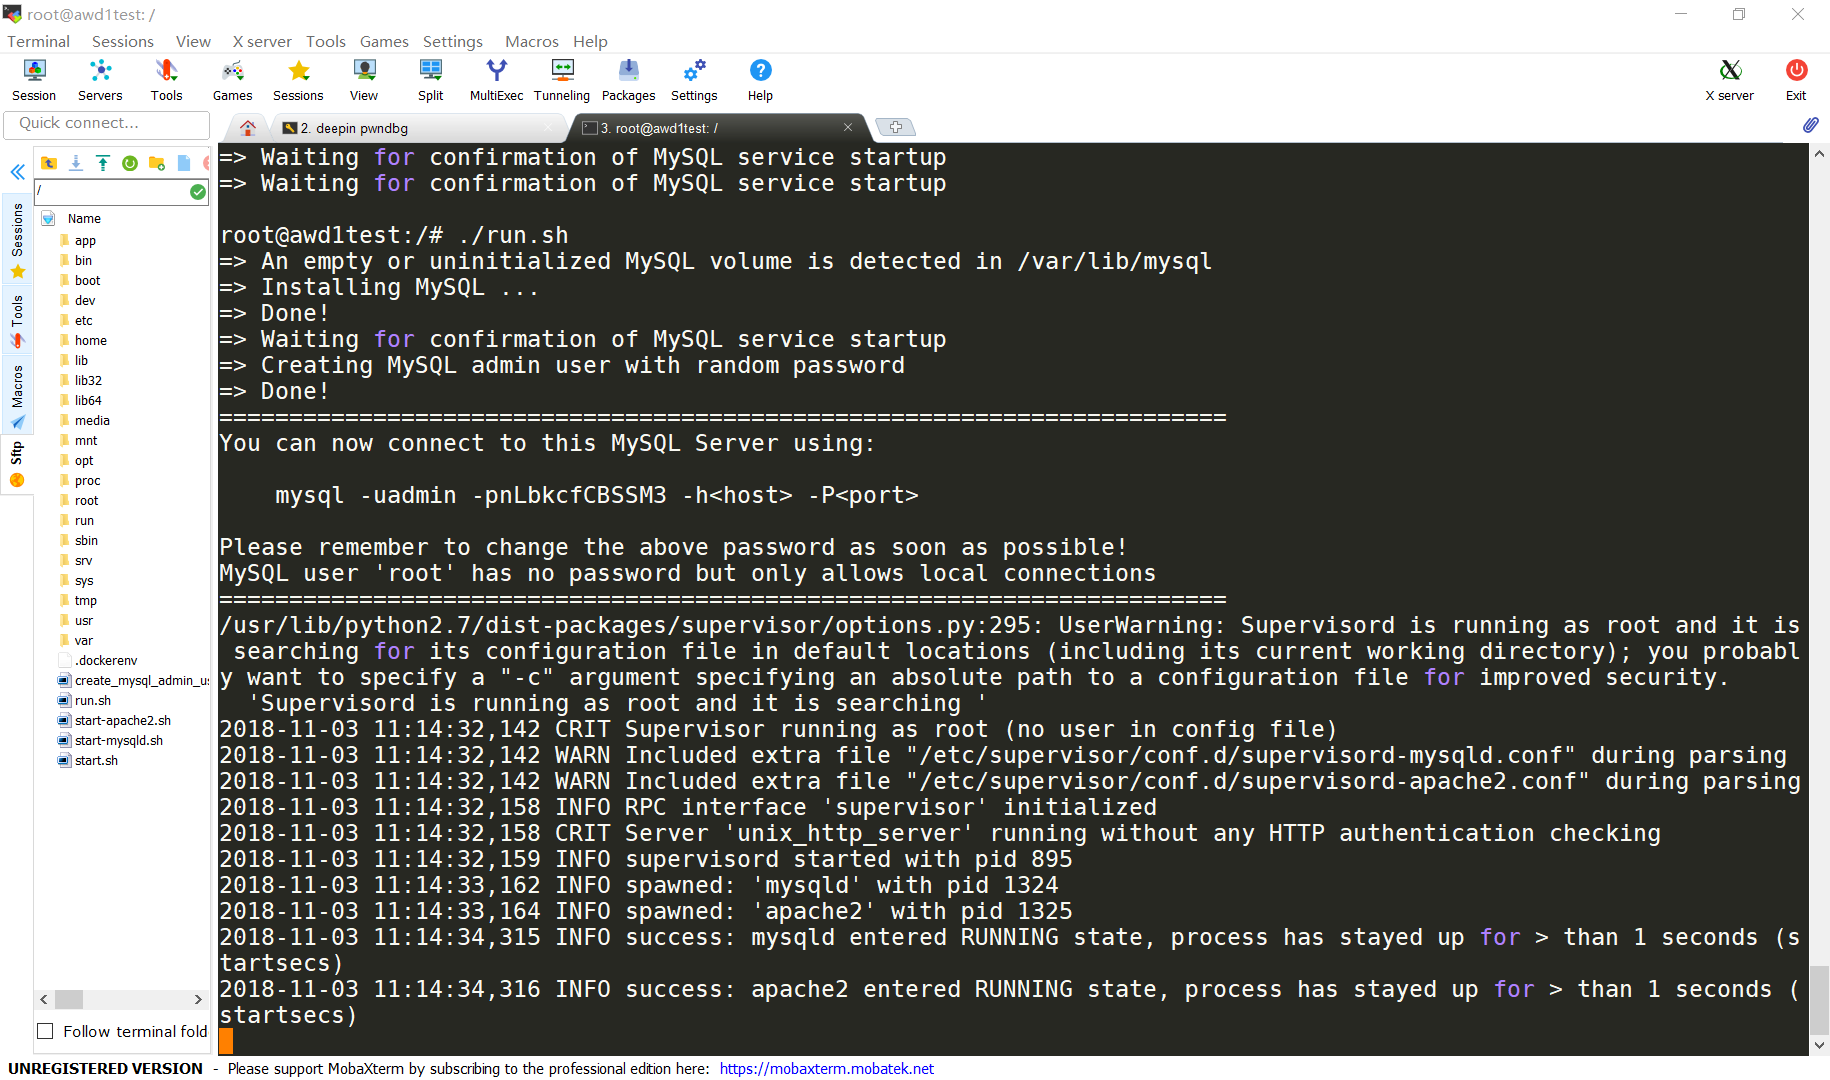 root@awd1test: /
Terminal Sessions View X server Tools Games Settings Macros Help
Session Servers Tools Games Sessions View Split MultiExec Tunneling Packages Settings Help X server Exit
Quick connect...
2. deepin pwndbg
3. root@awd1test: /
/
Name
app
bin
boot
dev
etc
home
lib
lib32
lib64
media
mnt
opt
proc
root
run
sbin
srv
sys
tmp
usr
var
.dockerenv
create_mysql_admin_u
run.sh
start-apache2.sh
start-mysqld.sh
start.sh
Follow terminal fold
Sessions
Tools
Macros
Sftp
=> Waiting for confirmation of MySQL service startup
=> Waiting for confirmation of MySQL service startup
root@awd1test:/# ./run.sh
=> An empty or uninitialized MySQL volume is detected in /var/lib/mysql
=> Installing MySQL ...
=> Done!
=> Waiting for confirmation of MySQL service startup
=> Creating MySQL admin user with random password
=> Done!
========================================================================
You can now connect to this MySQL Server using:
mysql -uadmin -pnLbkcfCBSSM3 -h<host> -P<port>
Please remember to change the above password as soon as possible!
MySQL user 'root' has no password but only allows local connections
========================================================================
/usr/lib/python2.7/dist-packages/supervisor/options.py:295: UserWarning: Supervisord is running as root and it is
searching for its configuration file in default locations (including its current working directory); you probabl
y want to specify a "-c" argument specifying an absolute path to a configuration file for improved security.
'Supervisord is running as root and it is searching '
2018-11-03 11:14:32,142 CRIT Supervisor running as root (no user in config file)
2018-11-03 11:14:32,142 WARN Included extra file "/etc/supervisor/conf.d/supervisord-mysqld.conf" during parsing
2018-11-03 11:14:32,142 WARN Included extra file "/etc/supervisor/conf.d/supervisord-apache2.conf" during parsing
2018-11-03 11:14:32,158 INFO RPC interface 'supervisor' initialized
2018-11-03 11:14:32,158 CRIT Server 'unix_http_server' running without any HTTP authentication checking
2018-11-03 11:14:32,159 INFO supervisord started with pid 895
2018-11-03 11:14:33,162 INFO spawned: 'mysqld' with pid 1324
2018-11-03 11:14:33,164 INFO spawned: 'apache2' with pid 1325
2018-11-03 11:14:34,315 INFO success: mysqld entered RUNNING state, process has stayed up for > than 1 seconds (s
tartsecs)
2018-11-03 11:14:34,316 INFO success: apache2 entered RUNNING state, process has stayed up for > than 1 seconds (
startsecs)
UNREGISTERED VERSION - Please support MobaXterm by subscribing to the professional edition here: https://mobaxterm.mobatek.net